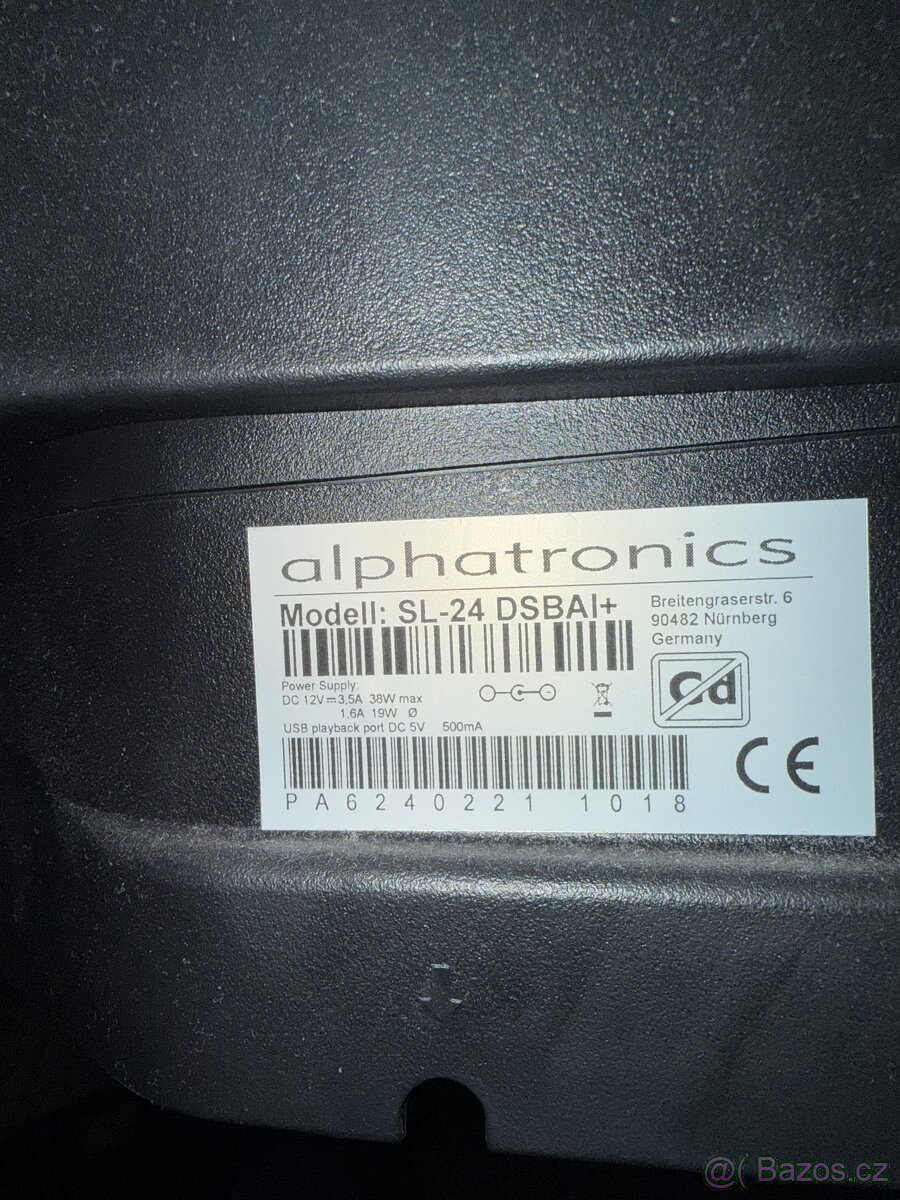 alphatronics
Modell: SL-24 DSBAI+
Breitengraserstr. 6
90482 Nürnberg
Germany
Power Supply:
DC 12V⎓3,5A 38W max
1,6A 19W Ø
USB playback port DC 5V 500mA
Cd
CE
PA6240221 1018
@( Bazos.cz